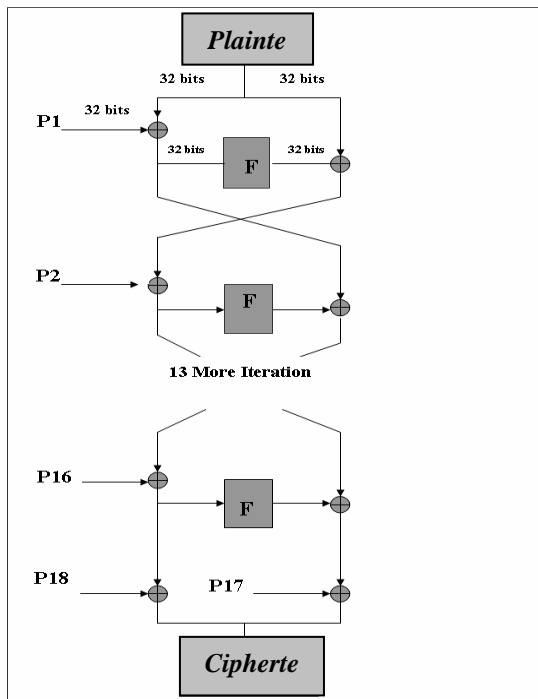 Plainte
32 bits 32 bits
32 bits
P1
32 bits F 32 bits
P2
F
13 More Iteration
P16
F
P18 P17
Cipherte